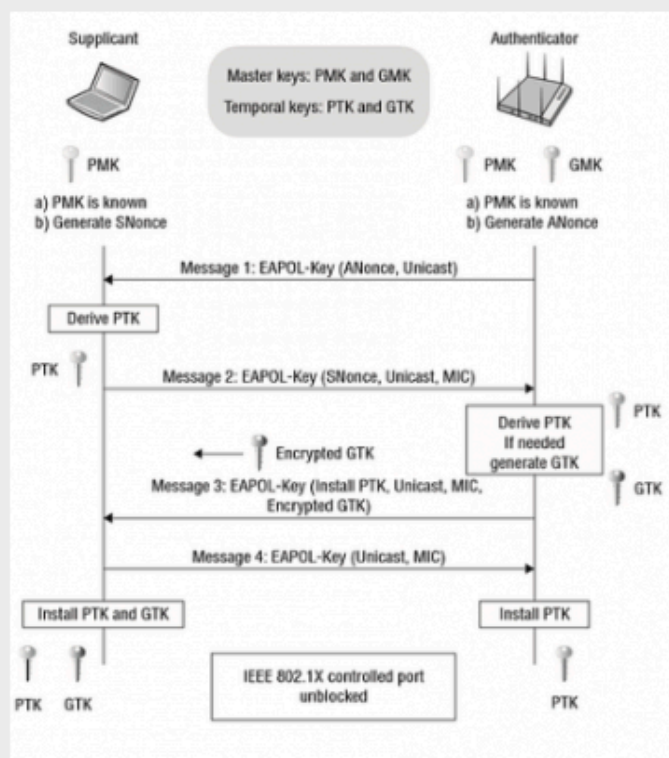 Supplicant
Authenticator
Master keys: PMK and GMK
Temporal keys: PTK and GTK
PMK
PMK
GMK
a) PMK is known
b) Generate SNonce
a) PMK is known
b) Generate ANonce
Message 1: EAPOL-Key (ANonce, Unicast)
Derive PTK
PTK
Message 2: EAPOL-Key (SNonce, Unicast, MIC)
Derive PTK
If needed
generate GTK
PTK
Encrypted GTK
GTK
Message 3: EAPOL-Key (Install PTK, Unicast, MIC,
Encrypted GTK)
Message 4: EAPOL-Key (Unicast, MIC)
Install PTK and GTK
Install PTK
PTK
GTK
IEEE 802.1X controlled port
unblocked
PTK